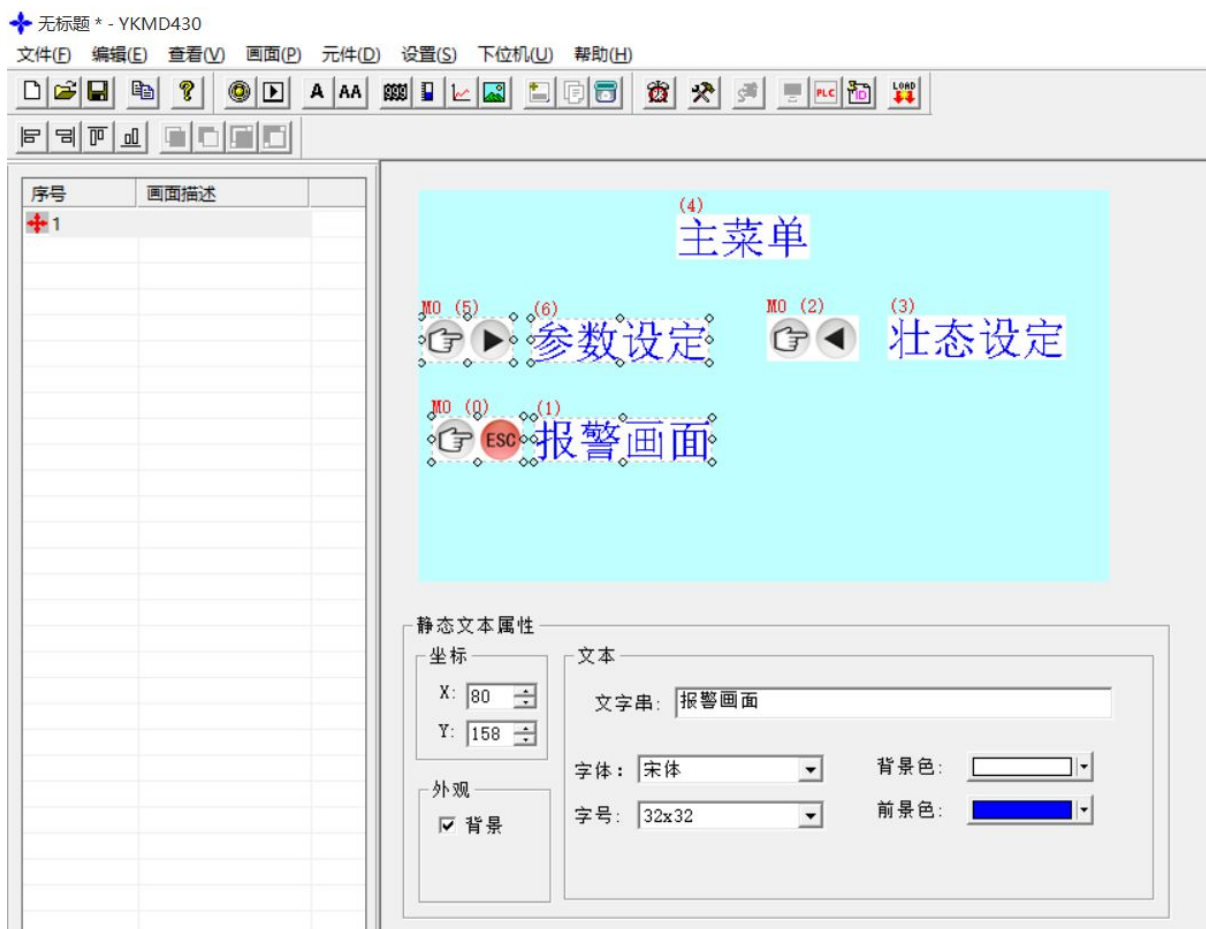 无标题 * - YKMD430
文件(F) 编辑(E) 查看(V) 画面(P) 元件(D) 设置(S) 下位机(U) 帮助(H)
A AA PLC ID LOAD
序号 画面描述
1
(4)
主菜单
M0 (5) (6) M0 (2) (3)
参数设定 状态设定
M0 (0) (1)
ESC 报警画面
静态文本属性
坐标 文本
X: 80 文字串: 报警画面
Y: 158
字体: 宋体 背景色:
外观
背景 字号: 32x32 前景色: